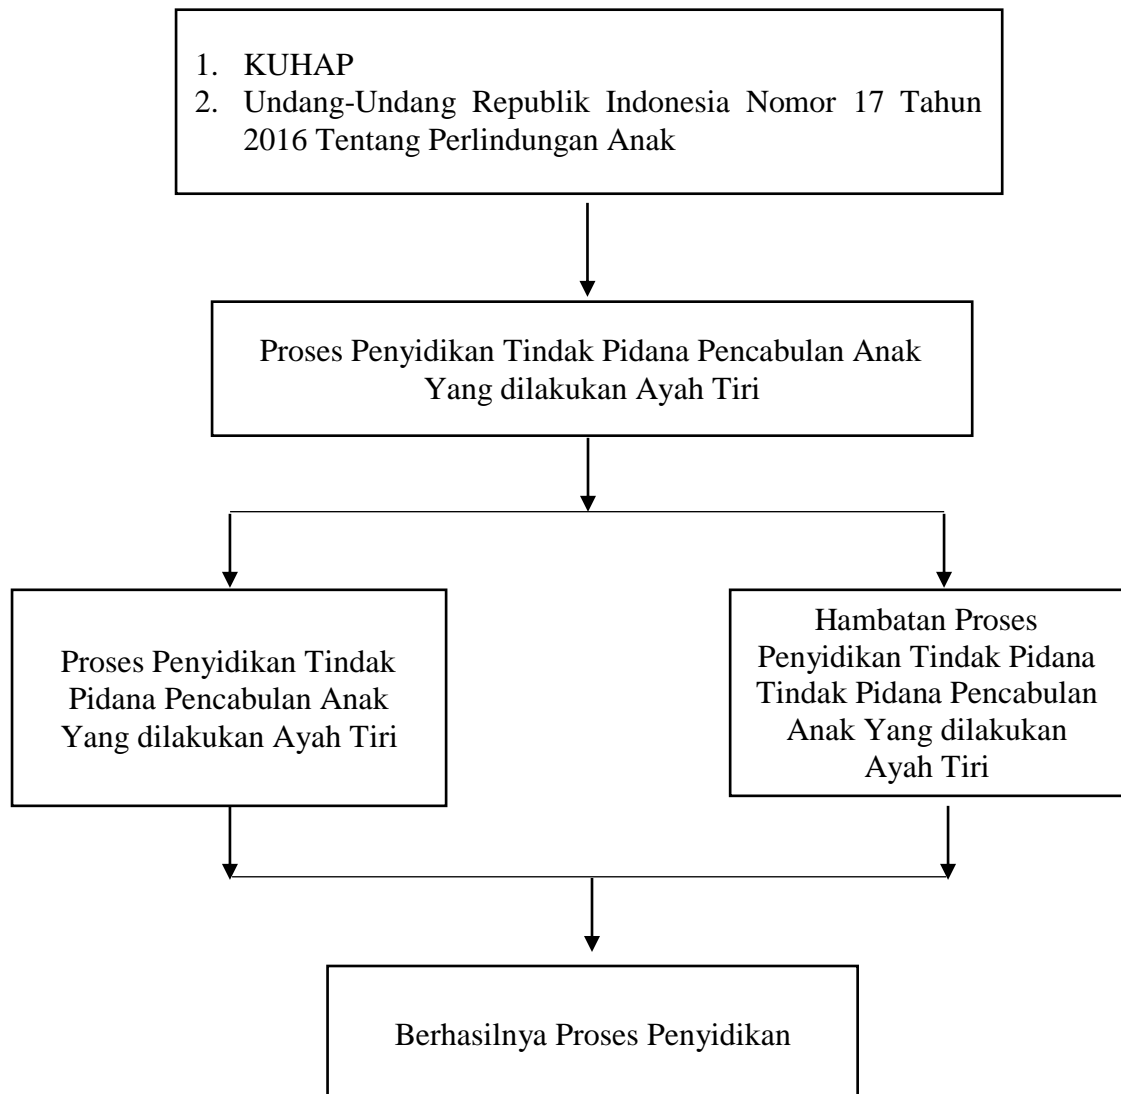 1. KUHAP
2. Undang-Undang Republik Indonesia Nomor 17 Tahun
2016 Tentang Perlindungan Anak
Proses Penyidikan Tindak Pidana Pencabulan Anak
Yang dilakukan Ayah Tiri
Proses Penyidikan Tindak
Pidana Pencabulan Anak
Yang dilakukan Ayah Tiri
Hambatan Proses
Penyidikan Tindak Pidana
Tindak Pidana Pencabulan
Anak Yang dilakukan
Ayah Tiri
Berhasilnya Proses Penyidikan